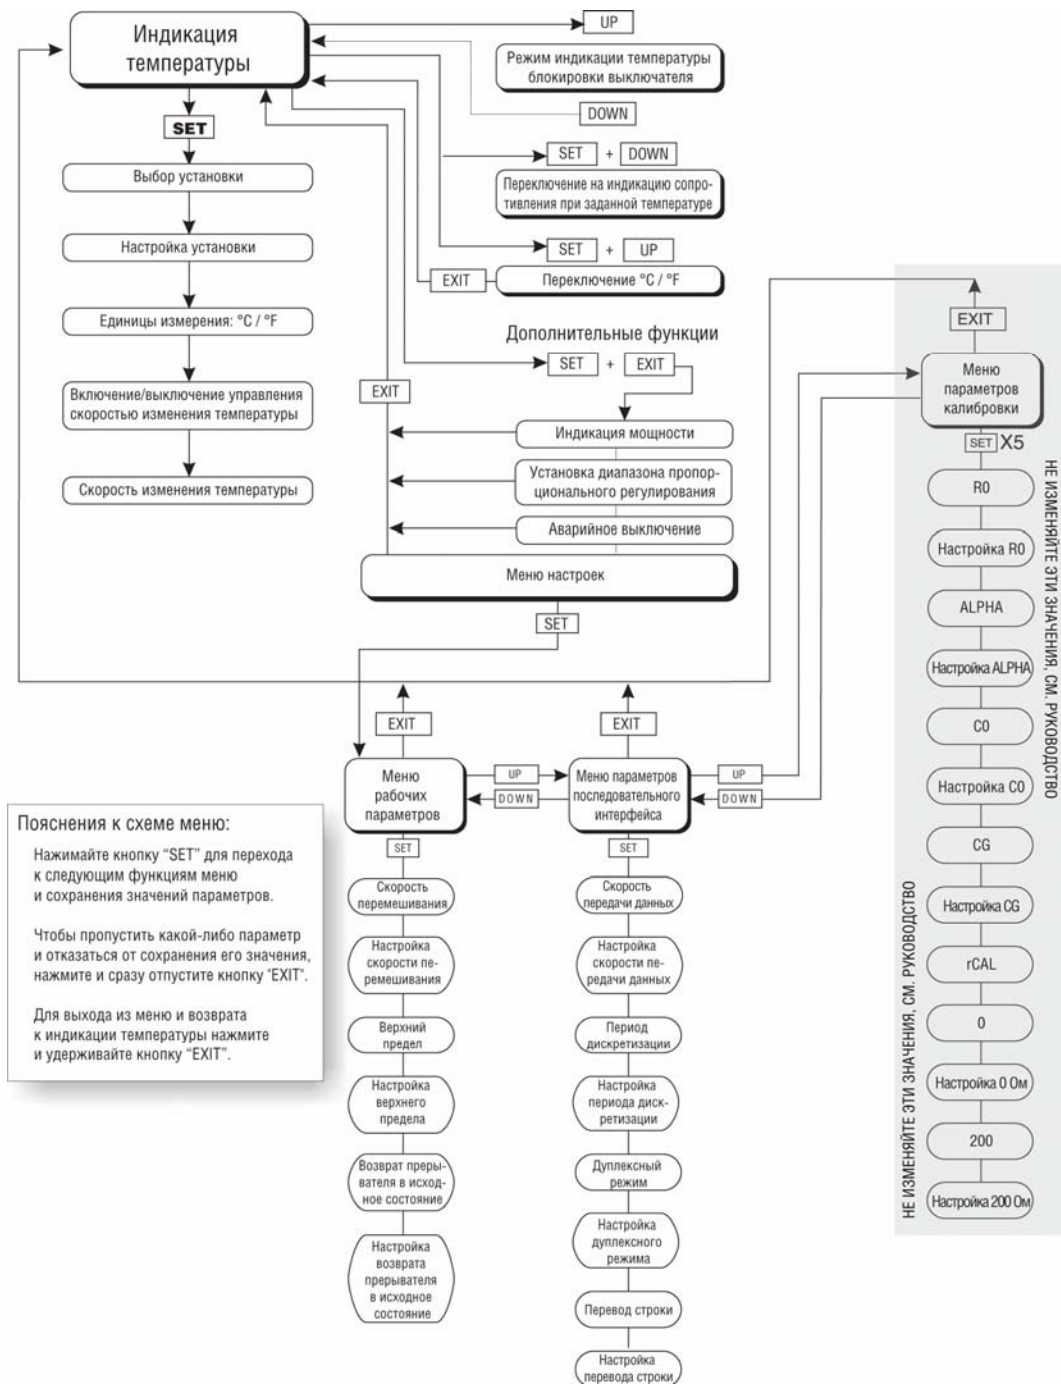 Индикация
температуры
UP
Режим индикации температуры
блокировки выключателя
DOWN
SET
Выбор установки
Настройка установки
Единицы измерения: °C / °F
Включение/выключение управления
скоростью изменения температуры
Скорость изменения температуры
SET + DOWN
Переключение на индикацию сопро-
тивления при заданной температуре
SET + UP
EXIT
Переключение °C / °F
Дополнительные функции
SET + EXIT
EXIT
Индикация мощности
Установка диапазона пропор-
ционального регулирования
Аварийное выключение
Меню настроек
SET
EXIT
Меню
рабочих
параметров
UP
DOWN
SET
Скорость
перемешивания
Настройка
скорости пе-
ремешивания
Верхний
предел
Настройка
верхнего
предела
Возврат преры-
вателя в исход-
ное состояние
Настройка
возврата
прерывателя
в исходное
состояние
EXIT
Меню параметров
последовательного
интерфейса
UP
DOWN
SET
Скорость
передачи данных
Настройка
скорости пе-
редачи данных
Период
дискретизации
Настройка
периода диск-
ретизации
Дуплексный
режим
Настройка
дуплексного
режима
Перевод строки
Настройка
перевода строки
EXIT
Меню
параметров
калибровки
SET X5
R0
Настройка R0
ALPHA
Настройка ALPHA
C0
Настройка C0
CG
Настройка CG
rCAL
0
Настройка 0 Ом
200
Настройка 200 Ом
НЕ ИЗМЕНЯЙТЕ ЭТИ ЗНАЧЕНИЯ, СМ. РУКОВОДСТВО
НЕ ИЗМЕНЯЙТЕ ЭТИ ЗНАЧЕНИЯ, СМ. РУКОВОДСТВО
Пояснения к схеме меню:
Нажимайте кнопку “SET” для перехода
к следующим функциям меню
и сохранения значений параметров.
Чтобы пропустить какой-либо параметр
и отказаться от сохранения его значения,
нажмите и сразу отпустите кнопку "EXIT".
Для выхода из меню и возврата
к индикации температуры нажмите
и удерживайте кнопку “EXIT”.